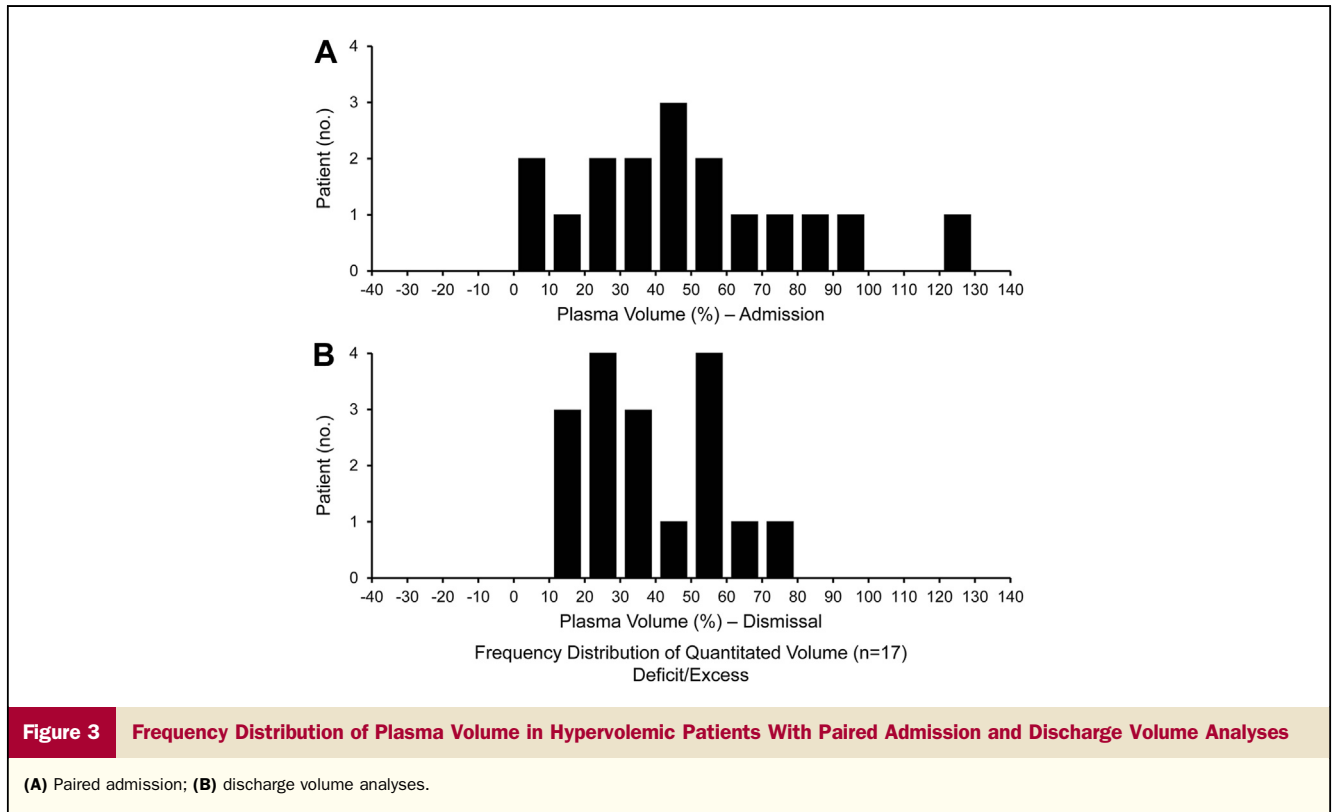 A
4
3
2
1
0
Patient (no.)
-40 -30 -20 -10 0 10 20 30 40 50 60 70 80 90 100 110 120 130 140
Plasma Volume (%) – Admission
B
4
3
2
1
0
Patient (no.)
-40 -30 -20 -10 0 10 20 30 40 50 60 70 80 90 100 110 120 130 140
Plasma Volume (%) – Dismissal
Frequency Distribution of Quantitated Volume (n=17)
Deficit/Excess
Figure 3 Frequency Distribution of Plasma Volume in Hypervolemic Patients With Paired Admission and Discharge Volume Analyses
(A) Paired admission; (B) discharge volume analyses.